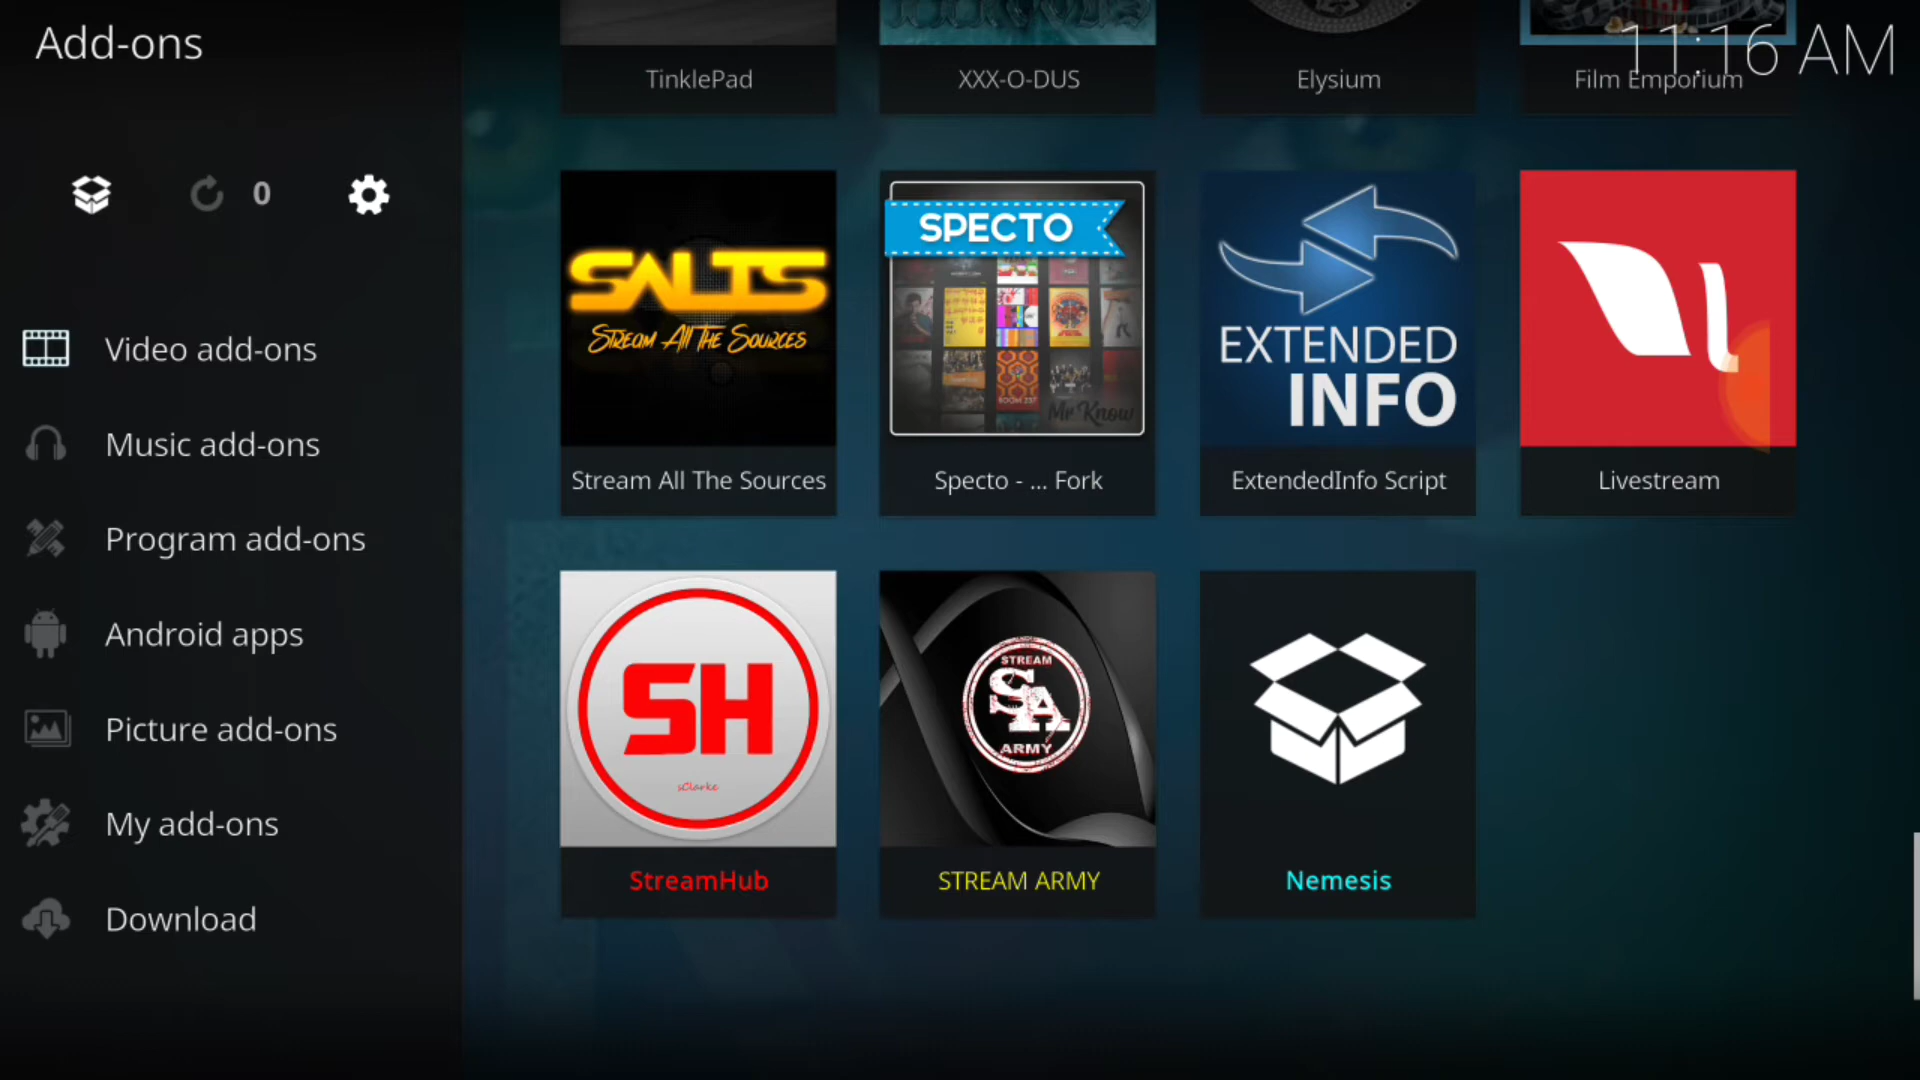 Add-ons
11:16 AM
TinklePad
XXX-O-DUS
Elysium
Film Emporium
0
Video add-ons
Music add-ons
Program add-ons
Android apps
Picture add-ons
My add-ons
Download
SALTS
STREAM ALL THE SOURCES
SPECTO
ROOM 237
Mr Know
EXTENDED
INFO
Stream All The Sources
Specto - ... Fork
ExtendedInfo Script
Livestream
SH
sClarke
STREAM
SA
ARMY
StreamHub
STREAM ARMY
Nemesis